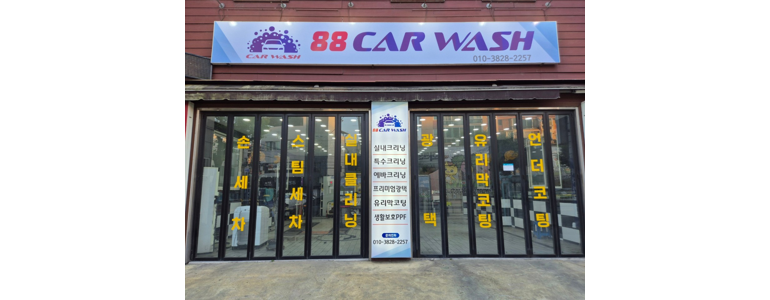 CAR WASH
88 CAR WASH
010-3828-2257
손세차
스팀세차
실대클리닝
88 CAR WASH
실내크리닝
특수크리닝
에바크리닝
프리미엄광택
유리막코팅
생활보호PPF
010-3828-2257
광택
유리막코팅
언더코팅